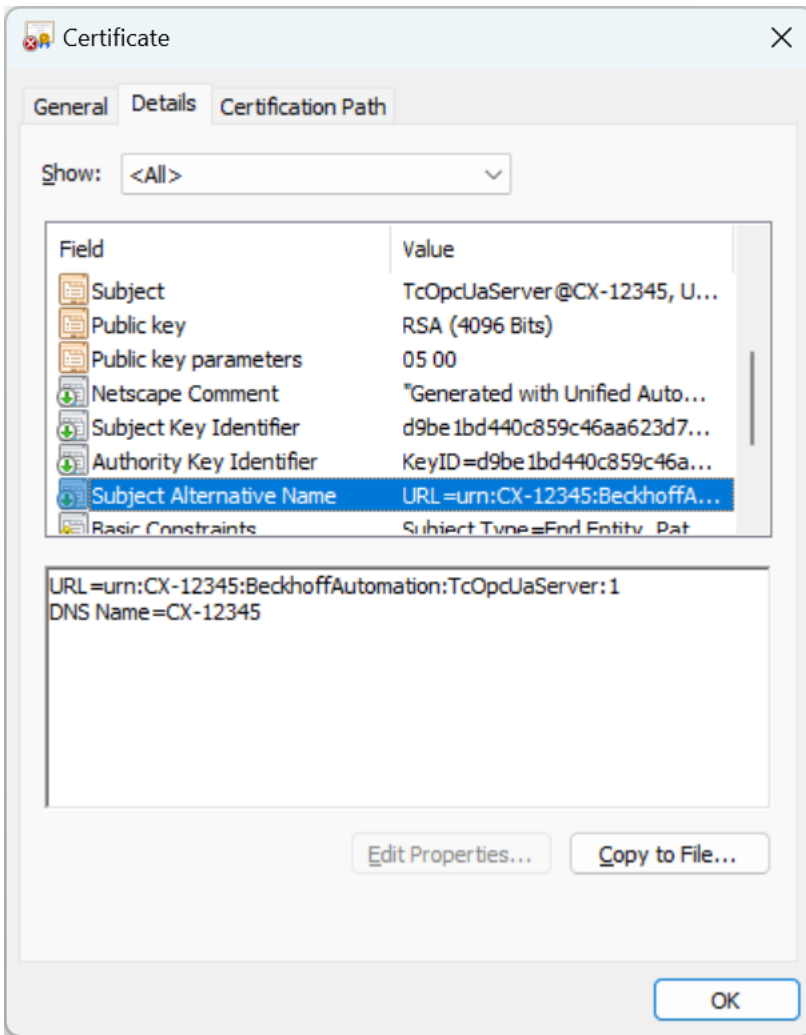 Certificate
General Details Certification Path
Show: <All>
Field Value
Subject TcOpcUaServer@CX-12345, U...
Public key RSA (4096 Bits)
Public key parameters 05 00
Netscape Comment "Generated with Unified Auto...
Subject Key Identifier d9be1bd440c859c46aa623d7...
Authority Key Identifier KeyID=d9be1bd440c859c46a...
Subject Alternative Name URL=urn:CX-12345:BeckhoffA...
Basic Constraints Subject Type=End Entity, Pat
URL=urn:CX-12345:BeckhoffAutomation:TcOpcUaServer:1
DNS Name=CX-12345
Edit Properties... Copy to File...
OK